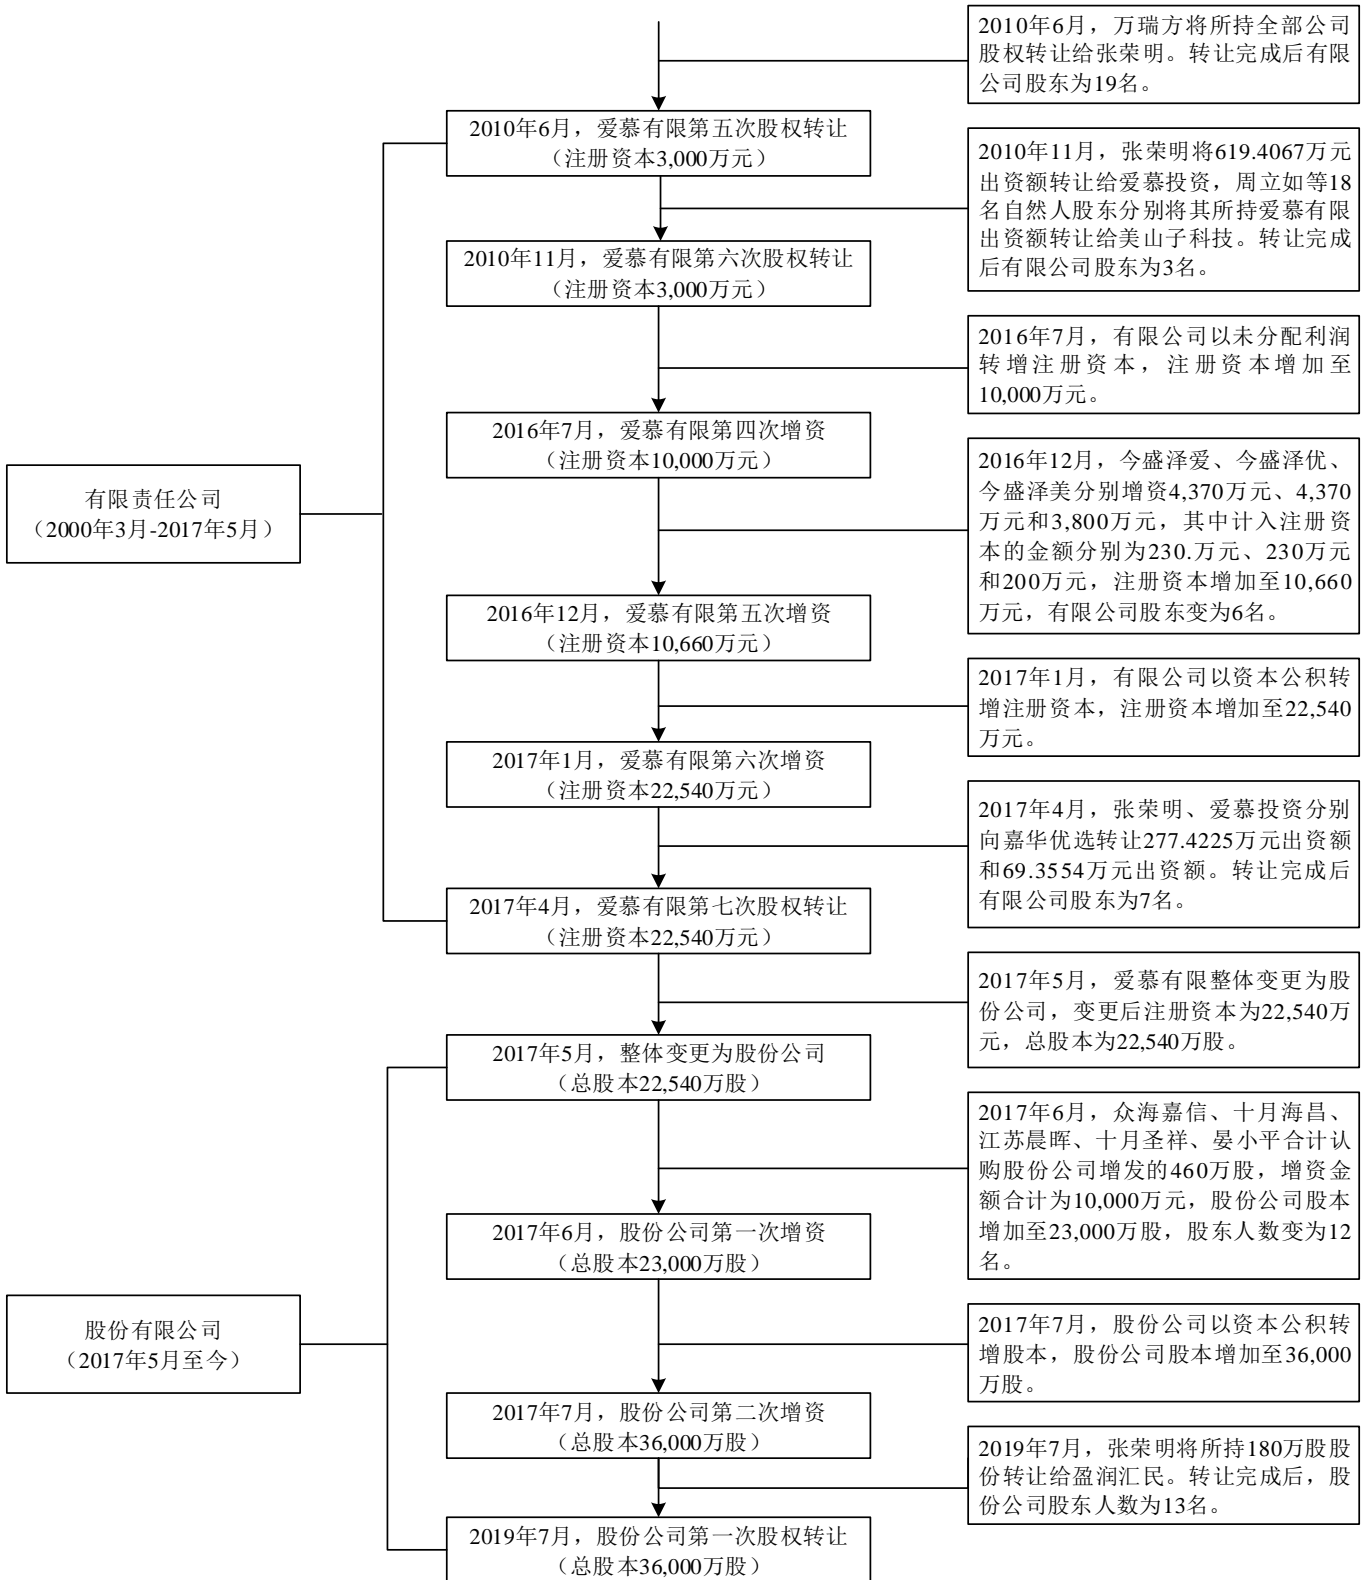 2010年6月，万瑞方将所持全部公司
股权转让给张荣明。转让完成后有限
公司股东为19名。
2010年6月，爱慕有限第五次股权转让
（注册资本3,000万元）
2010年11月，张荣明将619.4067万元
出资额转让给爱慕投资，周立如等18
名自然人股东分别将其所持爱慕有限
出资额转让给美山子科技。转让完成
后有限公司股东为3名。
2010年11月，爱慕有限第六次股权转让
（注册资本3,000万元）
2016年7月，有限公司以未分配利润
转增注册资本，注册资本增加至
10,000万元。
2016年7月，爱慕有限第四次增资
（注册资本10,000万元）
有限责任公司
（2000年3月-2017年5月）
2016年12月，今盛泽爱、今盛泽优、
今盛泽美分别增资4,370万元、4,370
万元和3,800万元，其中计入注册资
本的金额分别为230.万元、230万元
和200万元，注册资本增加至10,660
万元，有限公司股东变为6名。
2016年12月，爱慕有限第五次增资
（注册资本10,660万元）
2017年1月，有限公司以资本公积转
增注册资本，注册资本增加至22,540
万元。
2017年1月，爱慕有限第六次增资
（注册资本22,540万元）
2017年4月，张荣明、爱慕投资分别
向嘉华优选转让277.4225万元出资额
和69.3554万元出资额。转让完成后
有限公司股东为7名。
2017年4月，爱慕有限第七次股权转让
（注册资本22,540万元）
2017年5月，爱慕有限整体变更为股
份公司，变更后注册资本为22,540万
元，总股本为22,540万股。
2017年5月，整体变更为股份公司
（总股本22,540万股）
2017年6月，众海嘉信、十月海昌、
江苏晨晖、十月圣祥、晏小平合计认
购股份公司增发的460万股，增资金
额合计为10,000万元，股份公司股本
增加至23,000万股，股东人数变为12
名。
2017年6月，股份公司第一次增资
（总股本23,000万股）
股份有限公司
（2017年5月至今）
2017年7月，股份公司以资本公积转
增股本，股份公司股本增加至36,000
万股。
2017年7月，股份公司第二次增资
（总股本36,000万股）
2019年7月，张荣明将所持180万股股
份转让给盈润汇民。转让完成后，股
份公司股东人数为13名。
2019年7月，股份公司第一次股权转让
（总股本36,000万股）